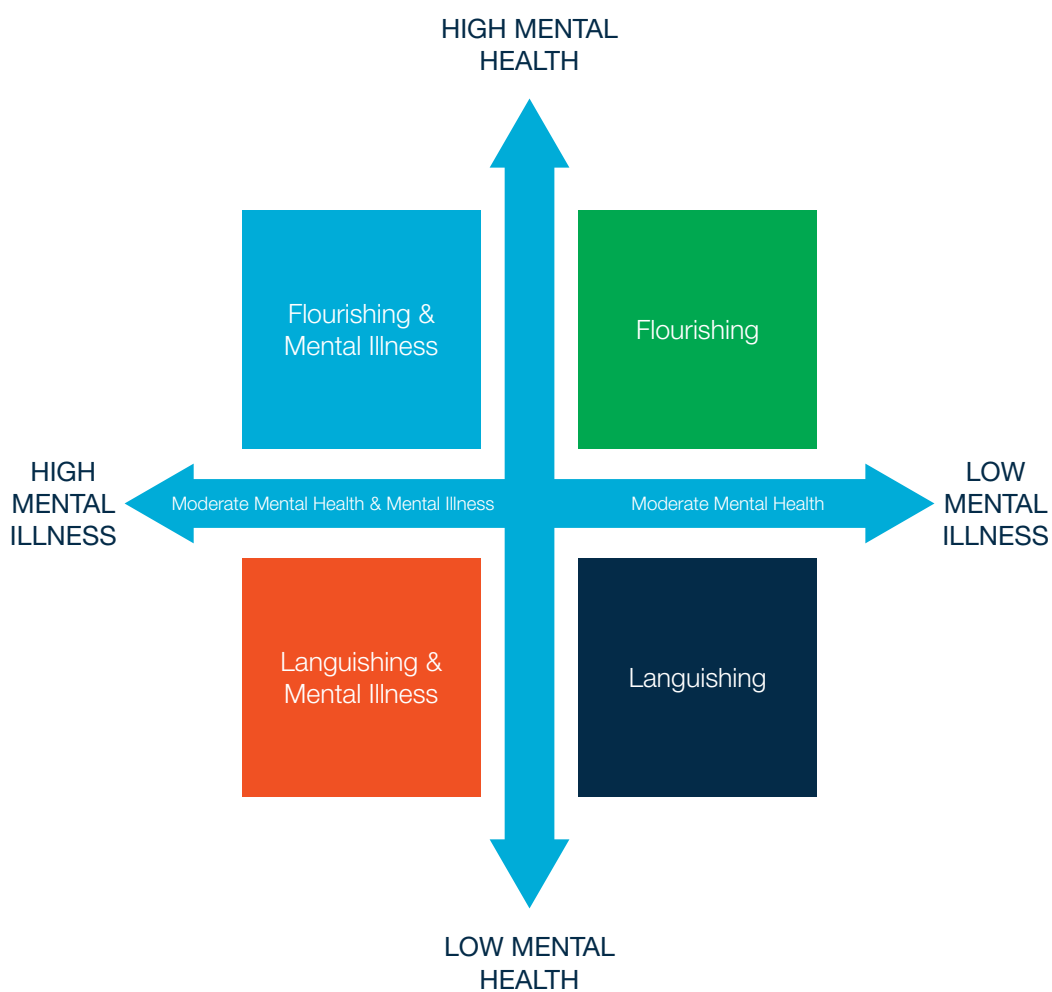 HIGH MENTAL
HEALTH
Flourishing &
Mental Illness
Flourishing
HIGH
MENTAL
ILLNESS
Moderate Mental Health & Mental Illness
Moderate Mental Health
LOW
MENTAL
ILLNESS
Languishing &
Mental Illness
Languishing
LOW MENTAL
HEALTH